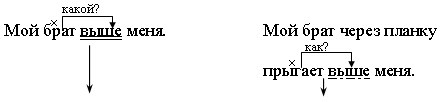 какой?
Мой брат выше меня.
Мой брат через планку
как?
прыгает выше меня.